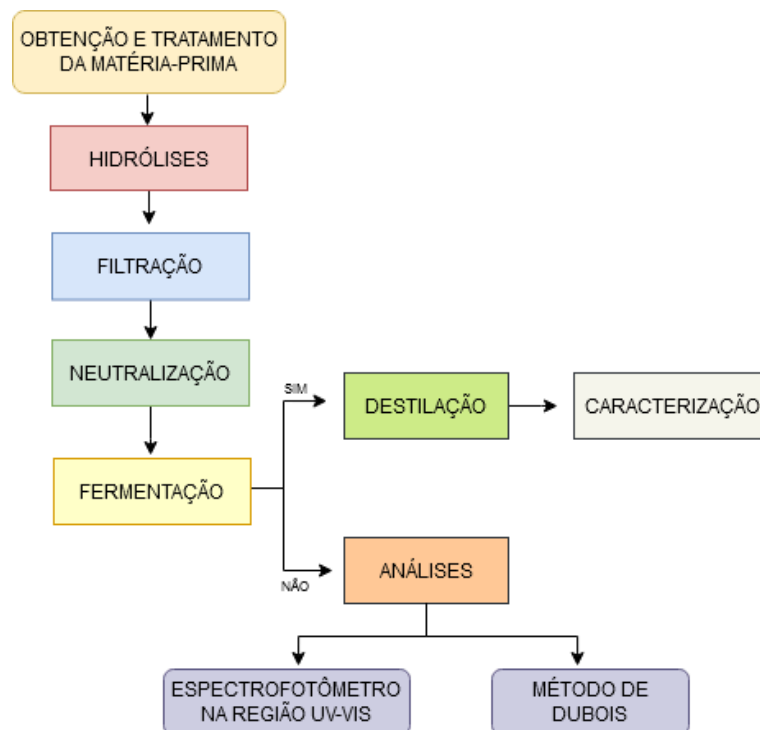 OBTENÇÃO E TRATAMENTO
DA MATÉRIA-PRIMA
HIDRÓLISES
FILTRAÇÃO
NEUTRALIZAÇÃO
FERMENTAÇÃO
SIM
DESTILAÇÃO
CARACTERIZAÇÃO
NÃO
ANÁLISES
ESPECTROFOTÔMETRO
NA REGIÃO UV-VIS
MÉTODO DE
DUBOIS